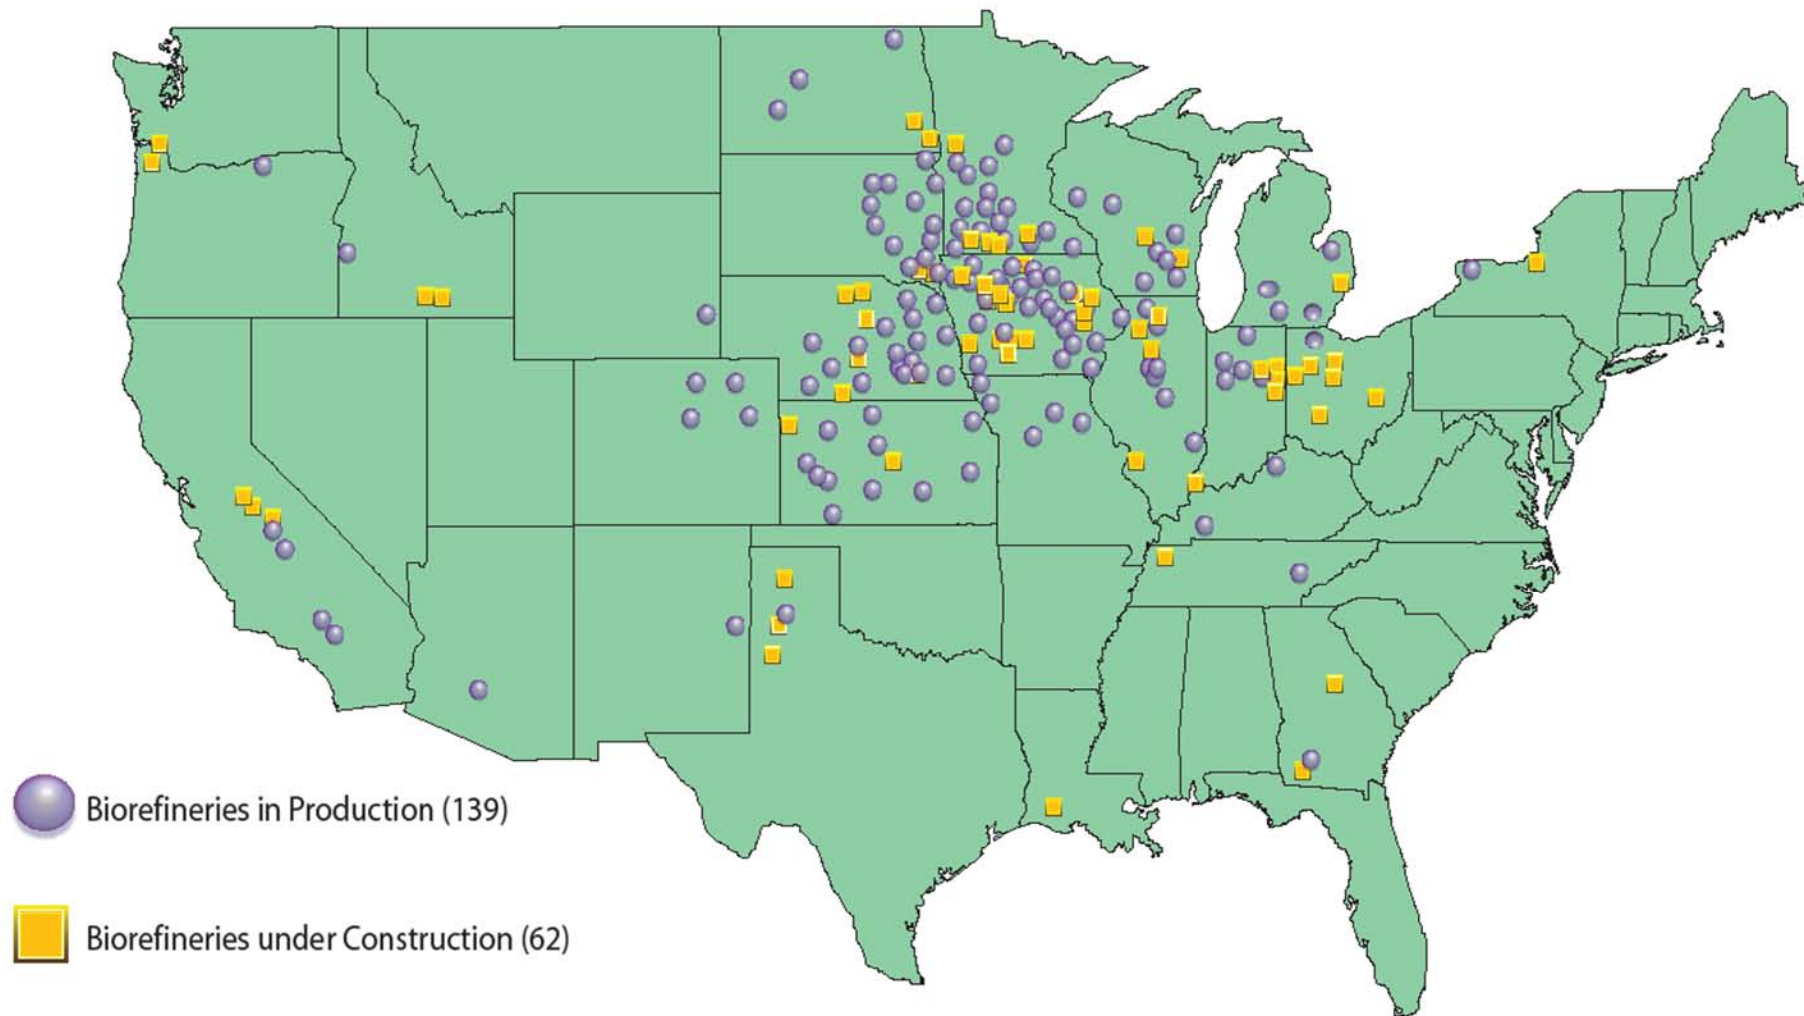 Biorefineries in Production (139)
Biorefineries under Construction (62)